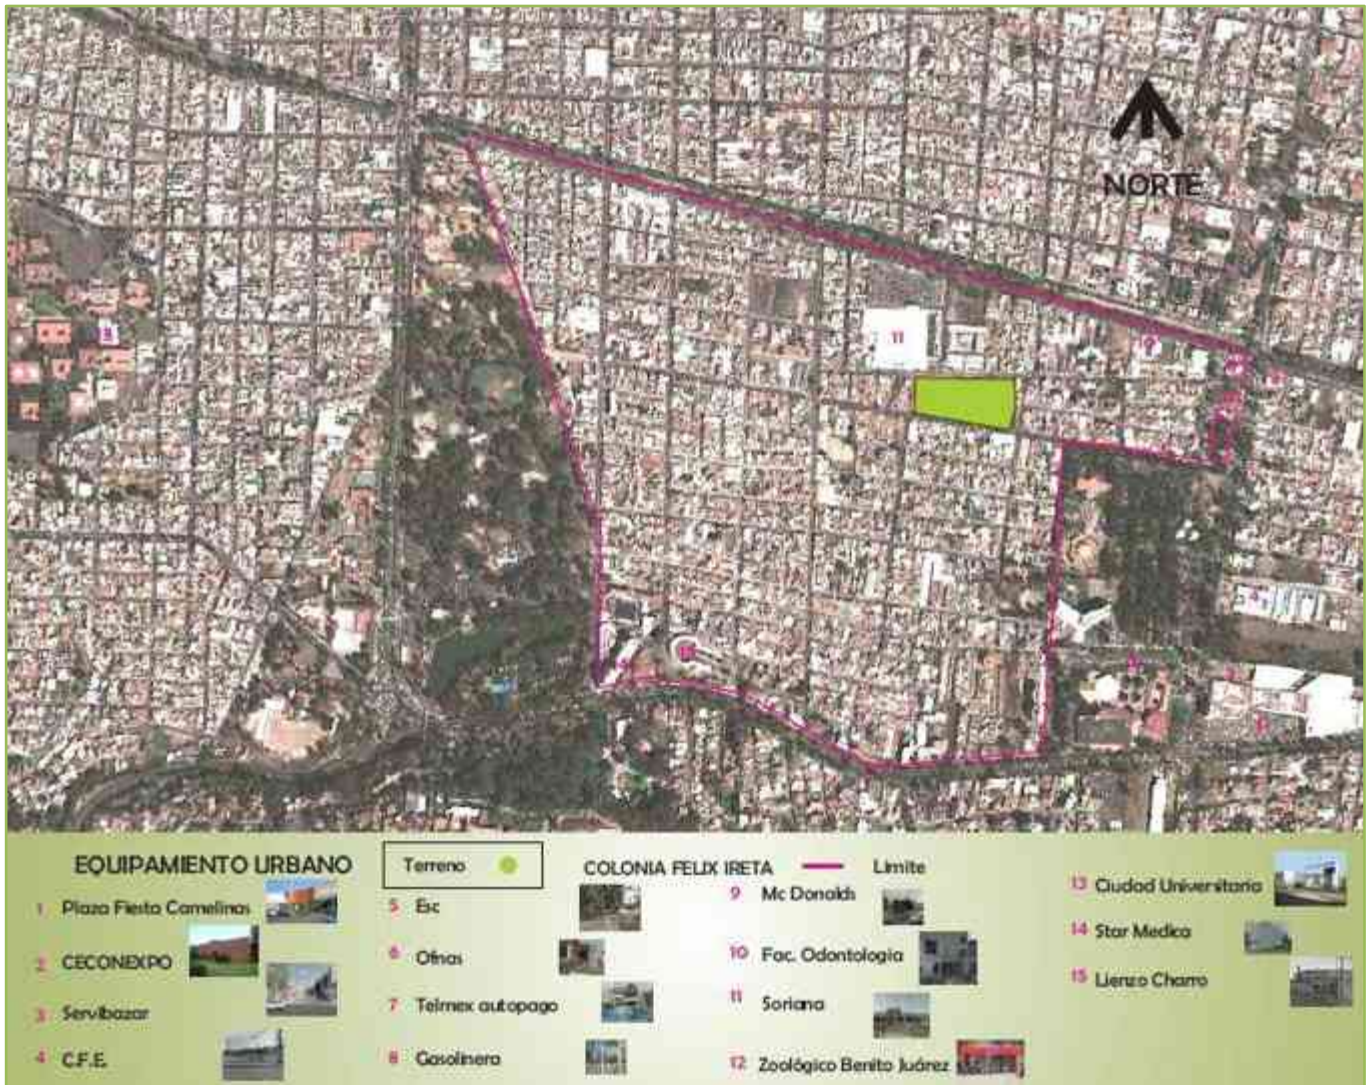 NORTE
11
9
EQUIPAMIENTO URBANO
Terreno
COLONIA FELIX IRETA
Limite
1 Plaza Fiesta Camelinas
2 CECONEXPO
3 Servibazar
4 C.F.E.
5 Esc
6 Ofnas
7 Telmex autopago
8 Gasolinera
9 Mc Donalds
10 Fac. Odontologia
11 Soriana
12 Zoológico Benito Juárez
13 Ciudad Universitaria
14 Star Medica
15 Lienzo Charro